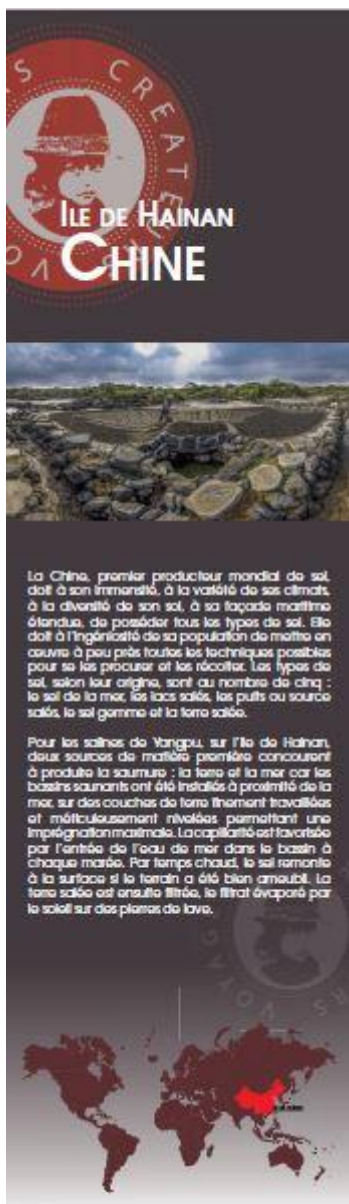 CRÉATEURS
VO
ILE DE HAINAN
CHINE
La Chine, premier producteur mondial de sel,
doit à son immensité, à la variété de ses climats,
à la diversité de son sol, à sa façade maritime
étendue, de posséder tous les types de sel. Elle
doit à l'ingéniosité de sa population de mettre en
œuvre à peu près toutes les techniques possibles
pour se les procurer et les récolter. Les types de
sel, selon leur origine, sont au nombre de cinq :
le sel de la mer, les lacs salés, les puits ou source
salés, le sel gemme et la terre salée.
Pour les salines de Yangpu, sur l'île de Hainan,
deux sources de matière première concourent
à produire la saumure : la terre et la mer car les
bassins saunants ont été installés à proximité de la
mer, sur des couches de terre finement travaillées
et méticuleusement nivelées permettant une
imprégnation maximale. La capillarité est favorisée
par l'entrée de l'eau de mer dans le bassin à
chaque marée. Par temps chaud, le sel remonte
à la surface si le terrain a été bien ameubli. La
terre salée est ensuite filtrée, le filtrat évaporé par
le soleil sur des pierres de lave.
RS VOYAG